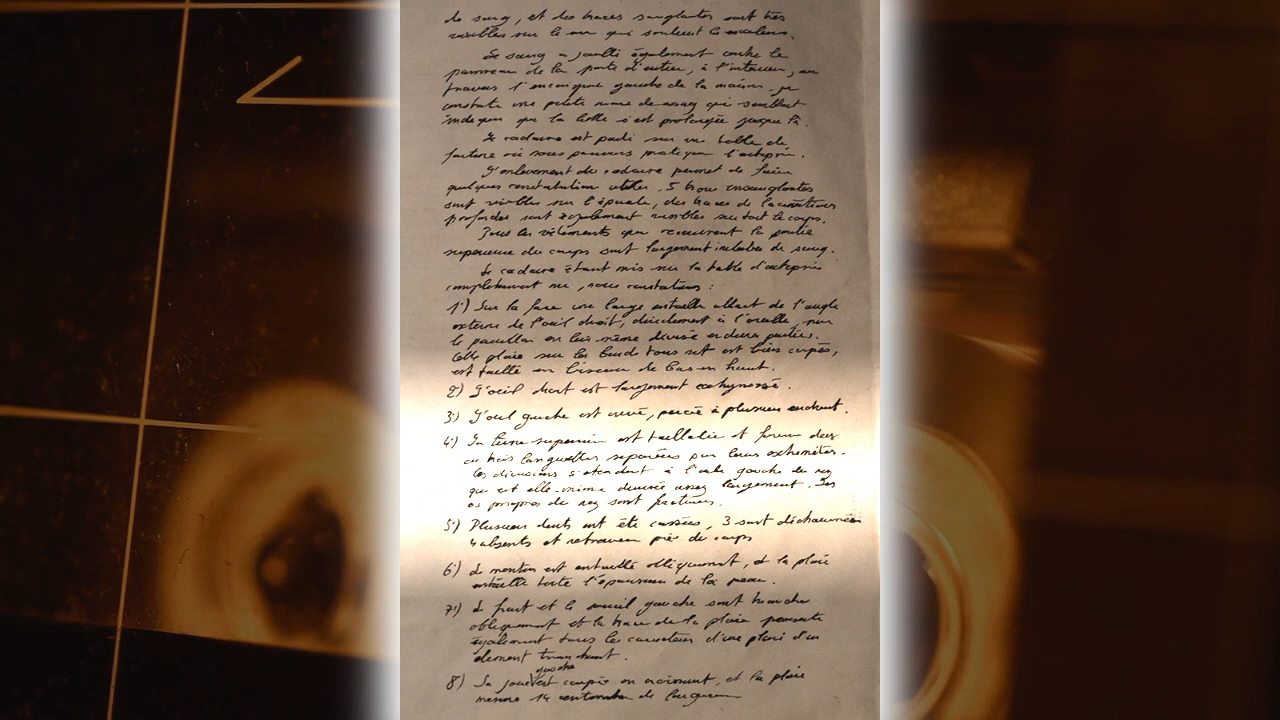 de sang, et des traces sanglantes sont très
visibles sur le mur qui soutient l'escalier.
Le sang a jailli également contre le
panneau de la porte d'entrée, à l'intérieur, au
travers l'encoignure gauche de la maison. je
constate une petite mare de sang qui semblait
indiquer que la lutte s'est prolongée jusque là.
Le cadavre est porté sur une table de
fortune où nous pouvons pratiquer l'autopsie.
L'enlèvement du cadavre permet de faire
quelques constatations utiles. 5 trous ensanglantés
sont visibles sur l'épaule, des traces de lacérations
profondes sont également visibles sur tout le corps.
Tous les vêtements qui recouvrent la partie
supérieure du corps sont largement imbibés de sang.
Le cadavre étant mis sur la table d'autopsie
complètement nu, nous constatons :
1°) Sur la face une large entaille allant de l'angle
externe de l'oeil droit, directement à l'oreille,
le pavillon en lui-même divisé en deux parties.
Cette plaie sur les bords est bien coupée,
est taillée en biseau de bas en haut.
2) L'oeil droit est largement ecchymosé.
3) L'oeil gauche est crevé, percé à plusieurs endroits.
4°) La lèvre supérieure est tailladée et forme deux
ou trois languettes séparées par leurs extrémités.
les divisions s'étendent à l'aile gauche du nez
qui est elle-même divisée assez largement. Les
os propres du nez sont fracturés.
5°) Plusieurs dents ont été cassées, 3 sont déchaussées
4 absents et retrouvées près du corps
6°) Le menton est entaillé obliquement, et la plaie
entaille toute l'épaisseur de la peau.
7°) Le front et le sourcil gauche sont tranchés
obliquement et la trace de la plaie présente
également tous les caractères d'une plaie d'un
élément tranchant.
8°) La joue gauche est coupée en croissant, et la plaie
mesure 14 centimètres de longueur